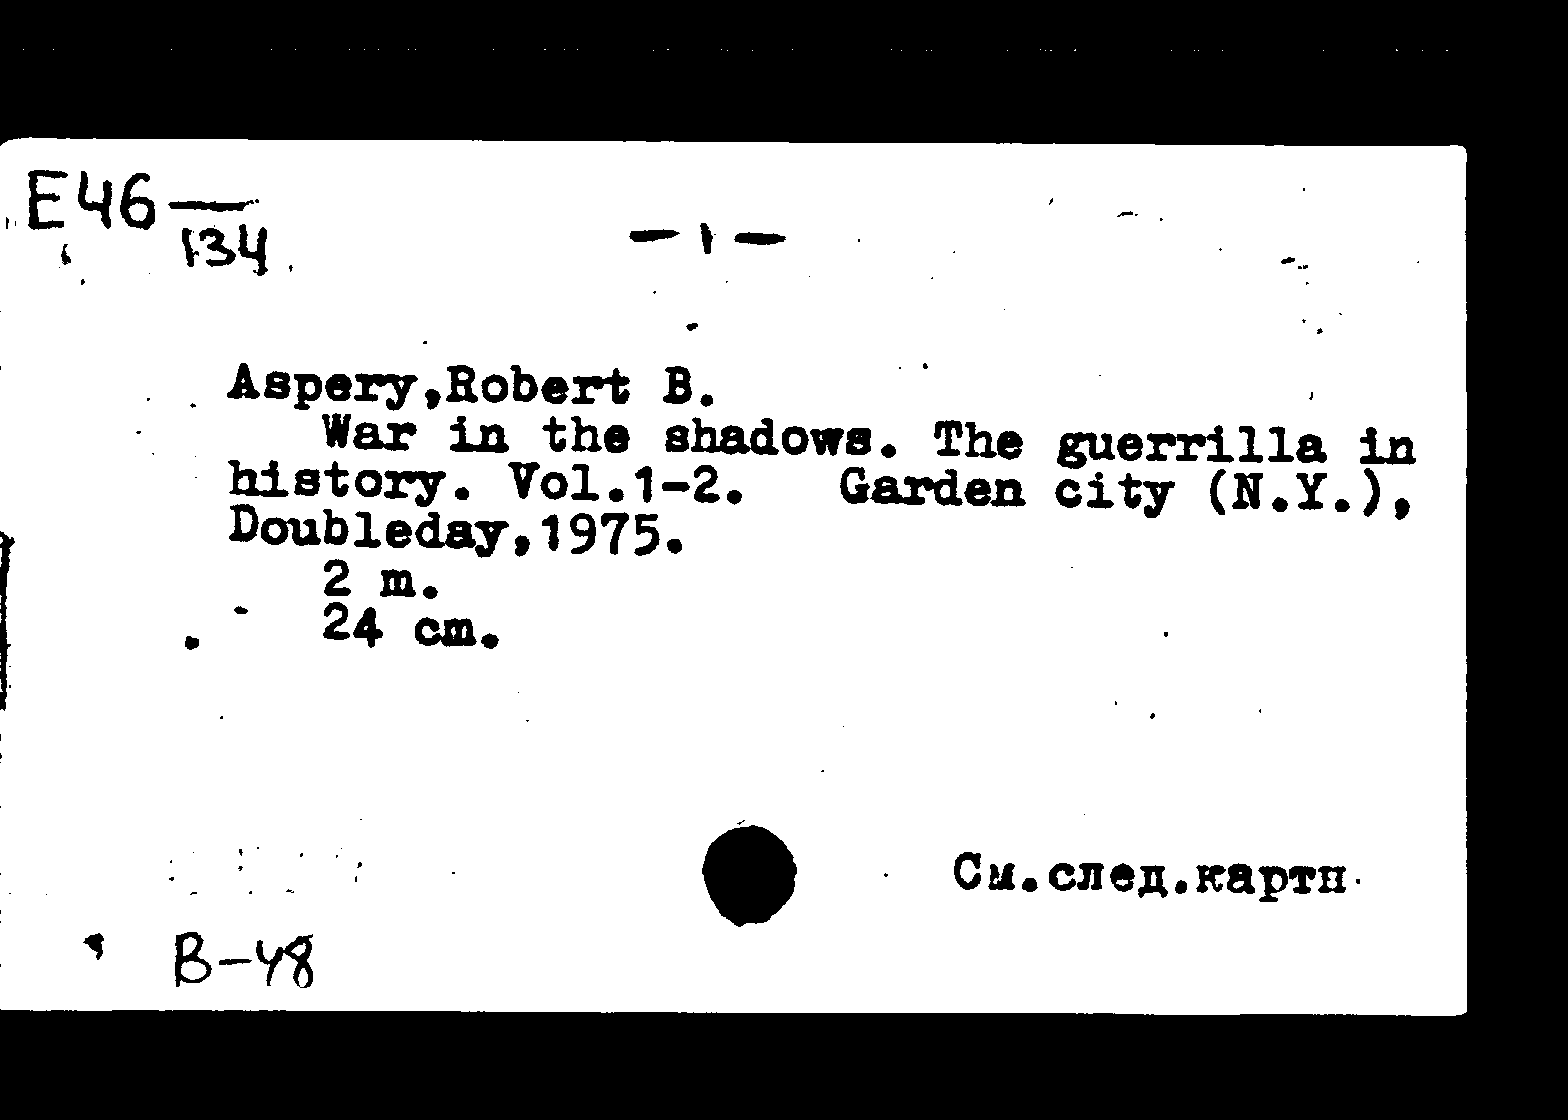 E46—
134
— 1 —
Aspery,Robert B.
War in the shadows. The guerrilla in
history. Vol.1-2. Garden city (N.Y.),
Doubleday,1975.
2 m.
24 cm.
См.след.картн
B-48